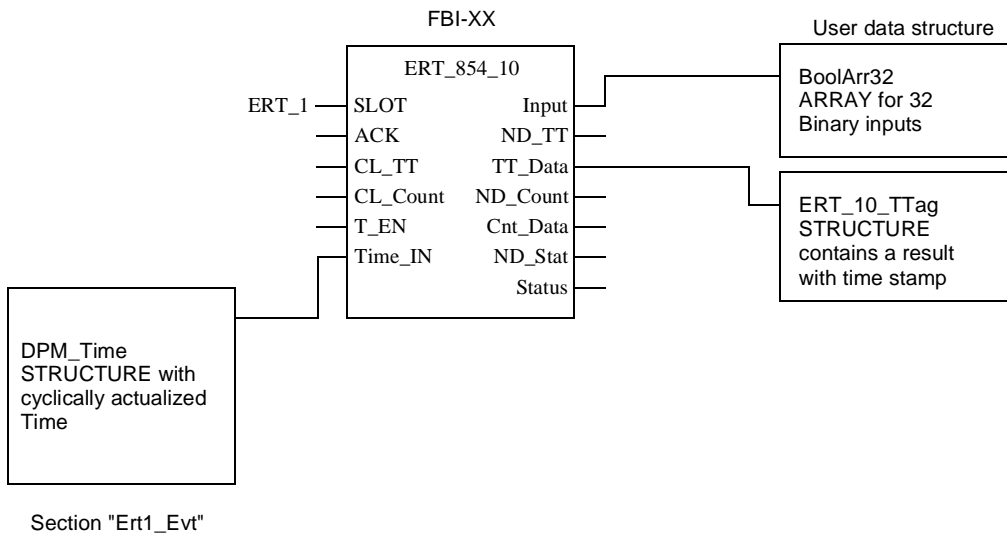 FBI-XX
User data structure
ERT_854_10
ERT_1
SLOT
ACK
CL_TT
CL_Count
T_EN
Time_IN
Input
ND_TT
TT_Data
ND_Count
Cnt_Data
ND_Stat
Status
BoolArr32
ARRAY for 32
Binary inputs
ERT_10_TTag
STRUCTURE
contains a result
with time stamp
DPM_Time
STRUCTURE with
cyclically actualized
Time
Section "Ert1_Evt"